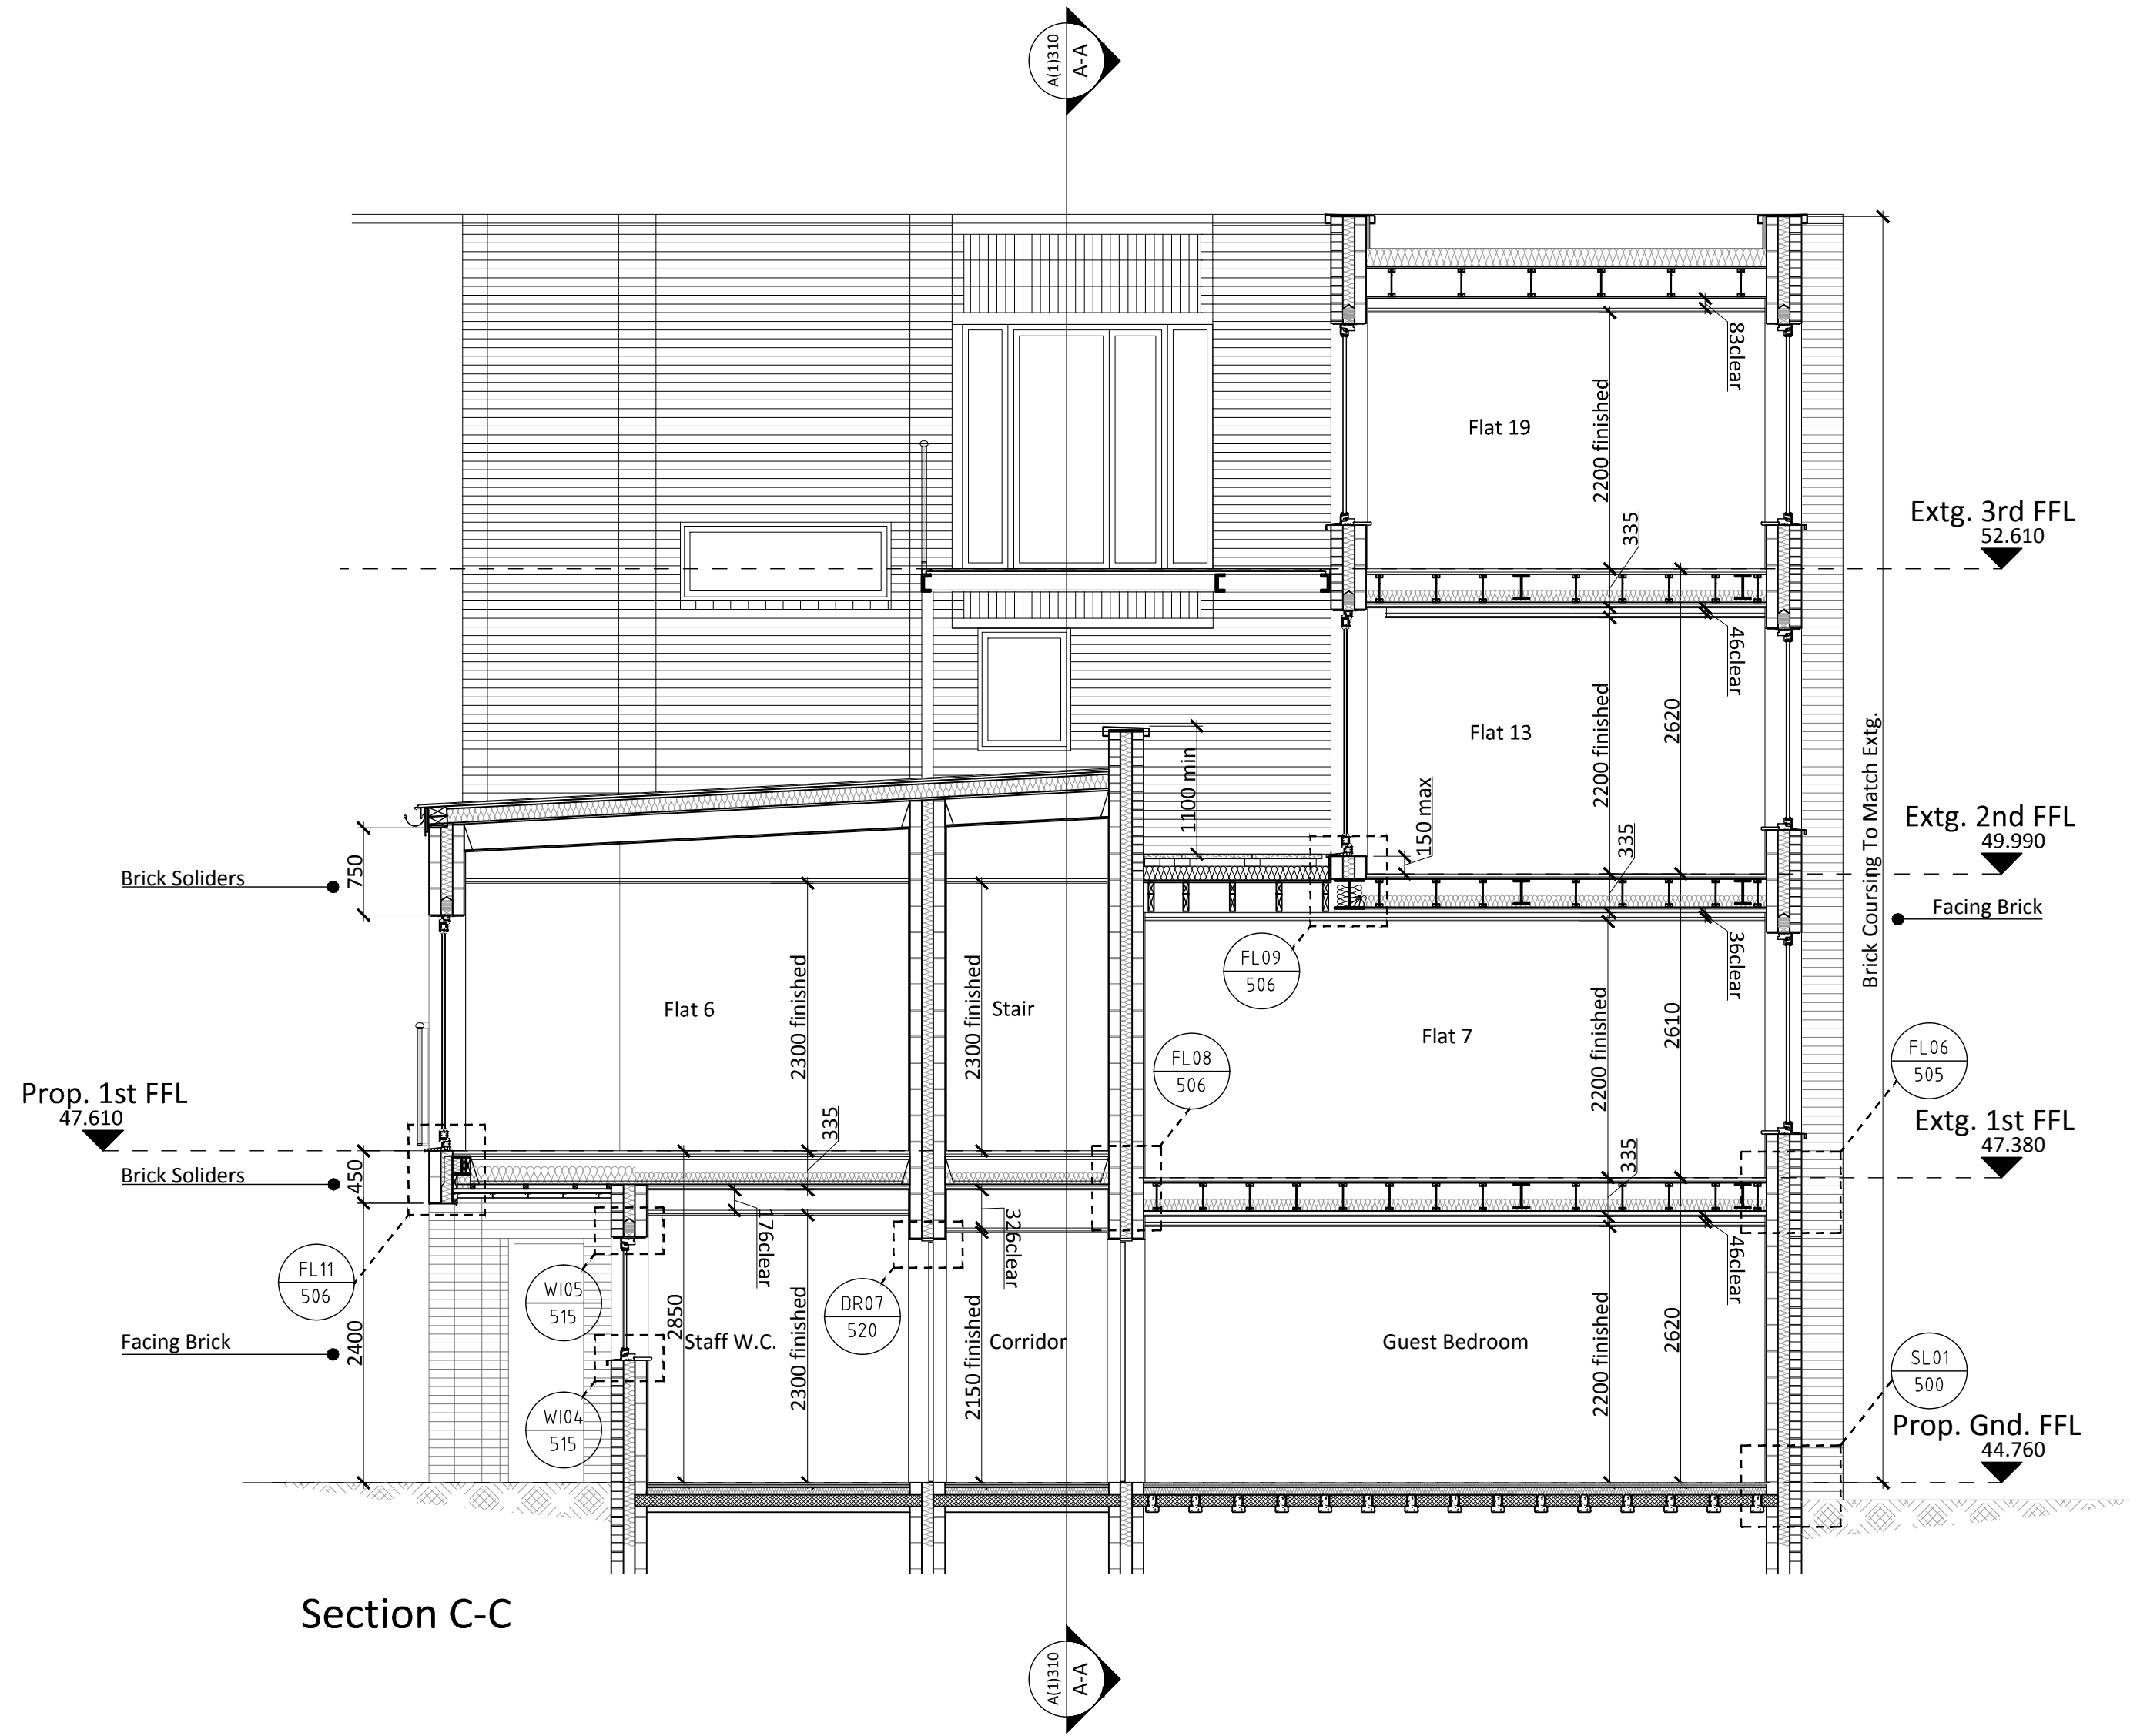 A(1)310
A-A
83clear
2200 finished
Flat 19
335
Extg. 3rd FFL
52.610
46clear
2200 finished
2620
Flat 13
Brick Coursing To Match Extg.
1100 min
150 max
335
Extg. 2nd FFL
49.990
750
Brick Soliders
Facing Brick
36clear
FL09
506
2300 finished
2300 finished
Flat 6
Stair
2200 finished
2610
Flat 7
FL08
506
FL06
505
Prop. 1st FFL
47.610
335
335
Extg. 1st FFL
47.380
450
Brick Soliders
176clear
326clear
46clear
FL11
506
WI05
515
DR07
520
2850
2300 finished
2150 finished
2200 finished
2620
2400
Facing Brick
Staff W.C.
Corridor
Guest Bedroom
SL01
500
WI04
515
Prop. Gnd. FFL
44.760
Section C-C
A(1)310
A-A